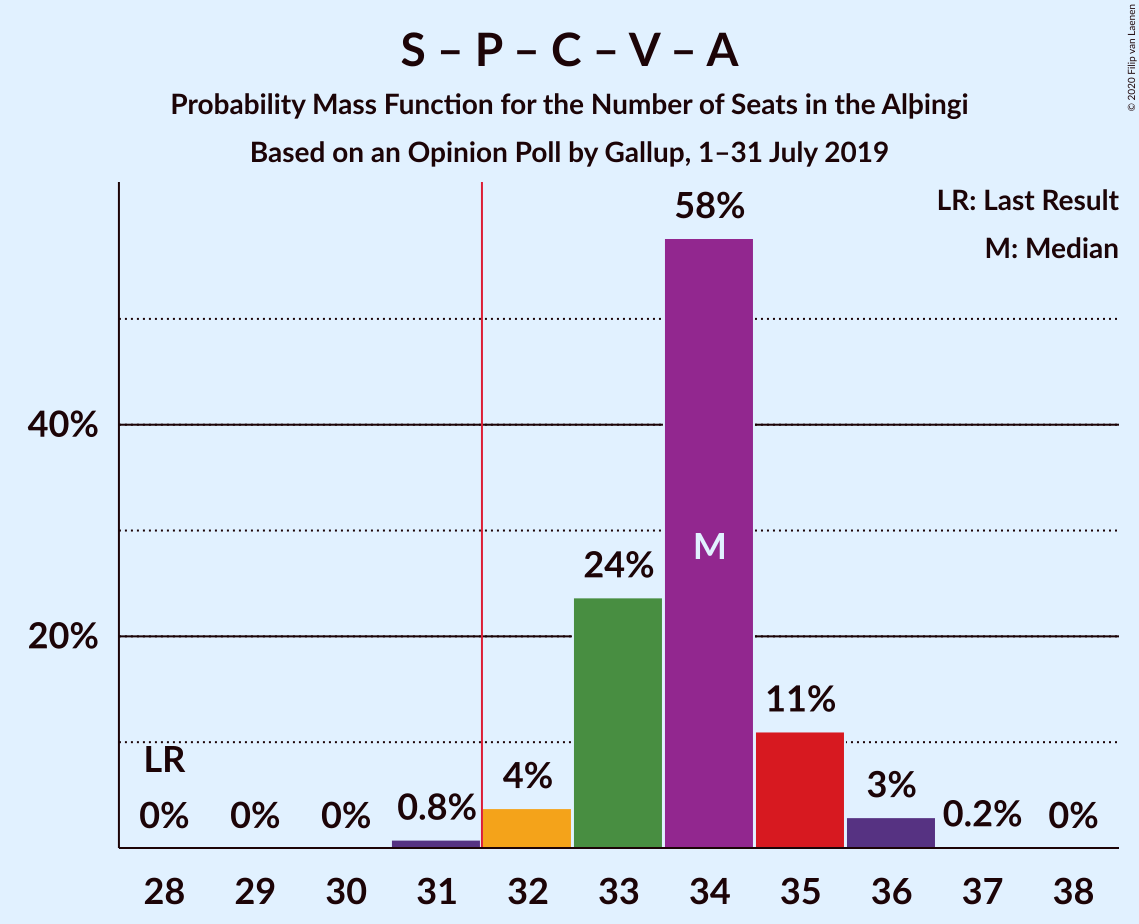 S – P – C – V – A
Probability Mass Function for the Number of Seats in the Alþingi
Based on an Opinion Poll by Gallup, 1–31 July 2019
© 2020 Filip van Laenen
LR: Last Result
M: Median
58%
40%
M
24%
20%
11%
LR
4%
3%
0% 0% 0% 0.8% 0.2% 0%
28 29 30 31 32 33 34 35 36 37 38